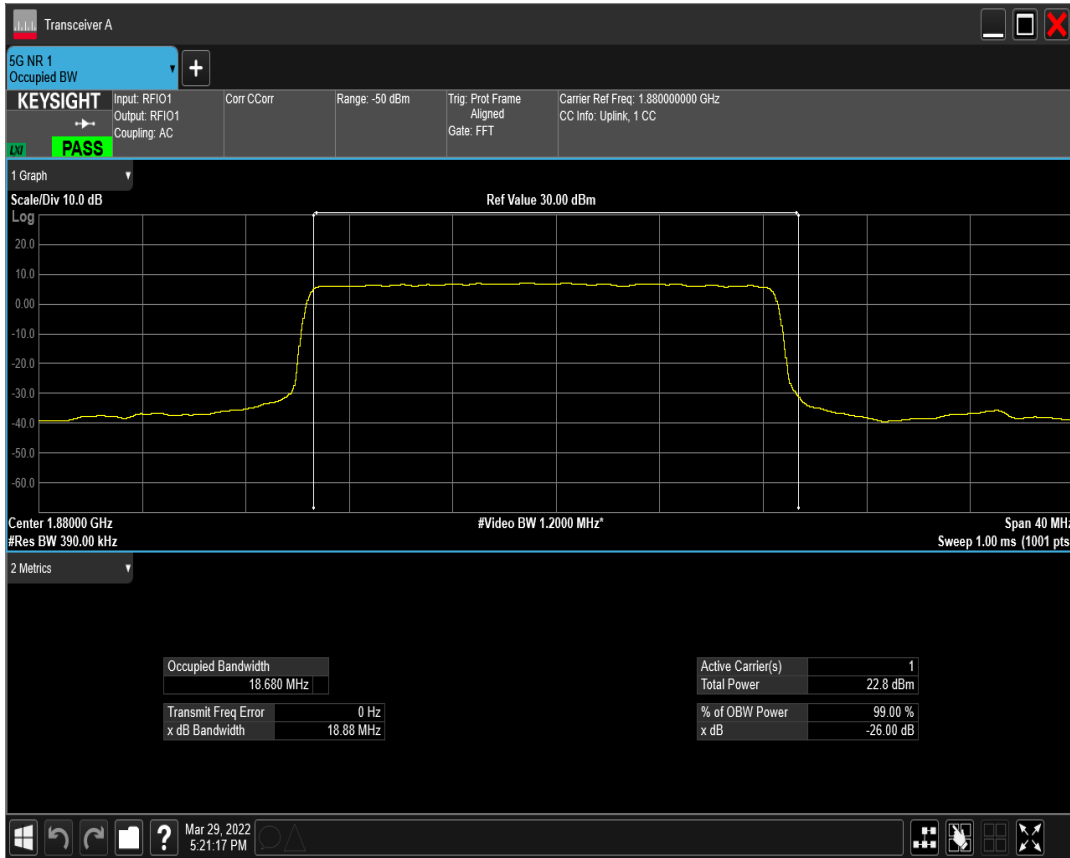 Transceiver A
5G NR 1
Occupied BW
KEYSIGHT
LXI
PASS
Input: RFIO1
Output: RFIO1
Coupling: AC
Corr CCorr
Range: -50 dBm
Trig: Prot Frame
Aligned
Gate: FFT
Carrier Ref Freq: 1.880000000 GHz
CC Info: Uplink, 1 CC
1 Graph
Scale/Div 10.0 dB
Ref Value 30.00 dBm
Log
20.0
10.0
0.00
-10.0
-20.0
-30.0
-40.0
-50.0
-60.0
Center 1.88000 GHz
#Video BW 1.2000 MHz*
Span 40 MHz
#Res BW 390.00 kHz
Sweep 1.00 ms (1001 pts
2 Metrics
Occupied Bandwidth
18.680 MHz
Transmit Freq Error 0 Hz
x dB Bandwidth 18.88 MHz
Active Carrier(s) 1
Total Power 22.8 dBm
% of OBW Power 99.00 %
x dB -26.00 dB
?
Mar 29, 2022
5:21:17 PM